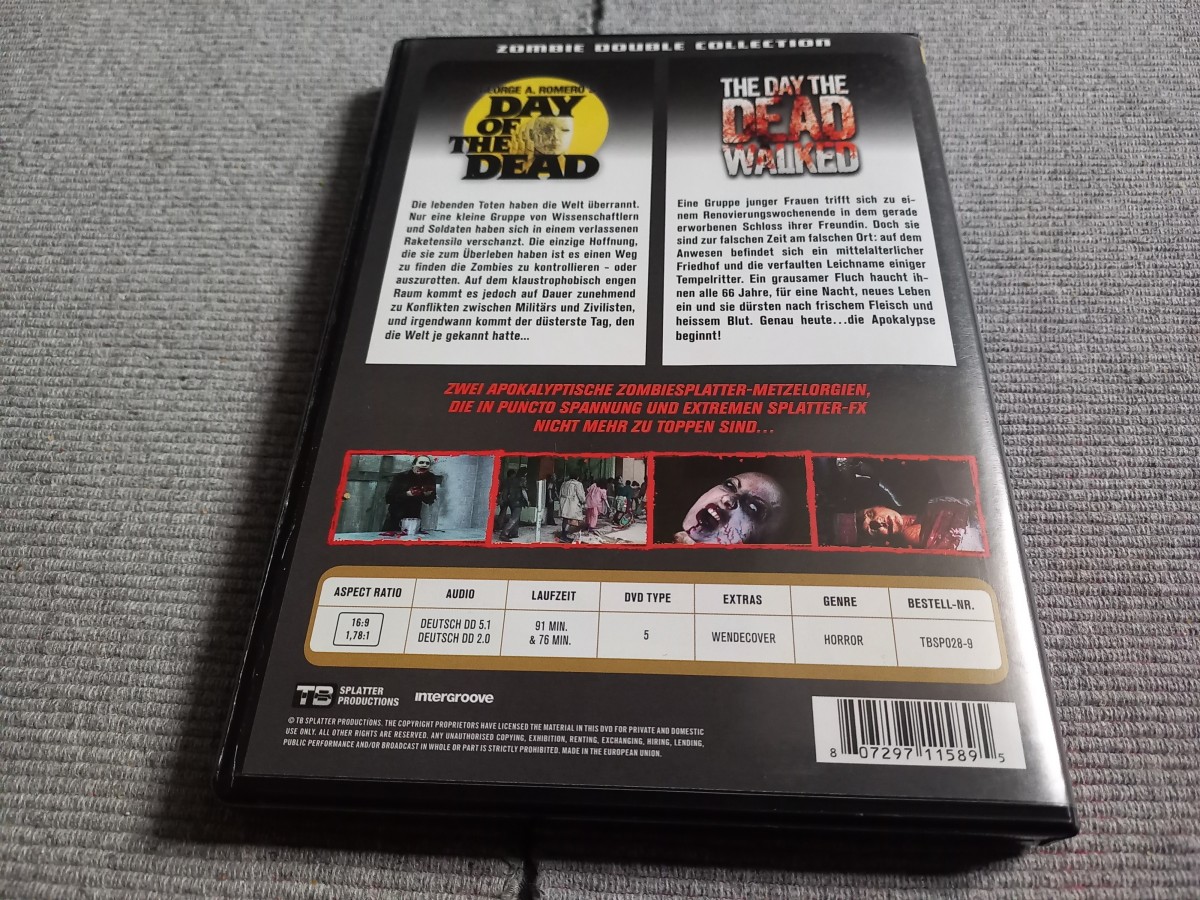 ZOMBIE DOUBLE COLLECTION
GEORGE A. ROMERO'S
DAY
OF
THE
DEAD
Die lebenden Toten haben die Welt überrannt.
Nur eine kleine Gruppe von Wissenschaftlern
und Soldaten haben sich in einem verlassenen
Raketensilo verschanzt. Die einzige Hoffnung,
die sie zum Überleben haben ist es einen Weg
zu finden die Zombies zu kontrollieren - oder
auszurotten. Auf dem klaustrophobisch engen
Raum kommt es jedoch auf Dauer zunehmend
zu Konflikten zwischen Militärs und Zivilisten,
und irgendwann kommt der düsterste Tag, den
die Welt je gekannt hatte...
THE DAY THE
DEAD
WALKED
Eine Gruppe junger Frauen trifft sich zu ei-
nem Renovierungswochenende in dem gerade
erworbenen Schloss ihrer Freundin. Doch sie
sind zur falschen Zeit am falschen Ort: auf dem
Anwesen befindet sich ein mittelalterlicher
Friedhof und die verfaulten Leichname einiger
Tempelritter. Ein grausamer Fluch haucht ih-
nen alle 66 Jahre, für eine Nacht, neues Leben
ein und sie dürsten nach frischem Fleisch und
heissem Blut. Genau heute...die Apokalypse
beginnt!
ZWEI APOKALYPTISCHE ZOMBIESPLATTER-METZELORGIEN,
DIE IN PUNCTO SPANNUNG UND EXTREMEN SPLATTER-FX
NICHT MEHR ZU TOPPEN SIND...
ASPECT RATIO AUDIO LAUFZEIT DVD TYPE EXTRAS GENRE BESTELL-NR.
16:9
1,78:1
DEUTSCH DD 5.1
DEUTSCH DD 2.0
91 MIN.
& 76 MIN.
5
WENDECOVER
HORROR
TBSP028-9
TB SPLATTER
PRODUCTIONS
intergroove
© TB SPLATTER PRODUCTIONS. THE COPYRIGHT PROPRIETORS HAVE LICENSED THE MATERIAL IN THIS DVD FOR PRIVATE AND DOMESTIC
USE ONLY. ALL OTHER RIGHTS ARE RESERVED. ANY UNAUTHORISED COPYING, EXHIBITION, RENTING, EXCHANGING, HIRING, LENDING,
PUBLIC PERFORMANCE AND/OR BROADCAST IN WHOLE OR PART IS STRICTLY PROHIBITED. MADE IN THE EUROPEAN UNION.
8 07297 11589 5